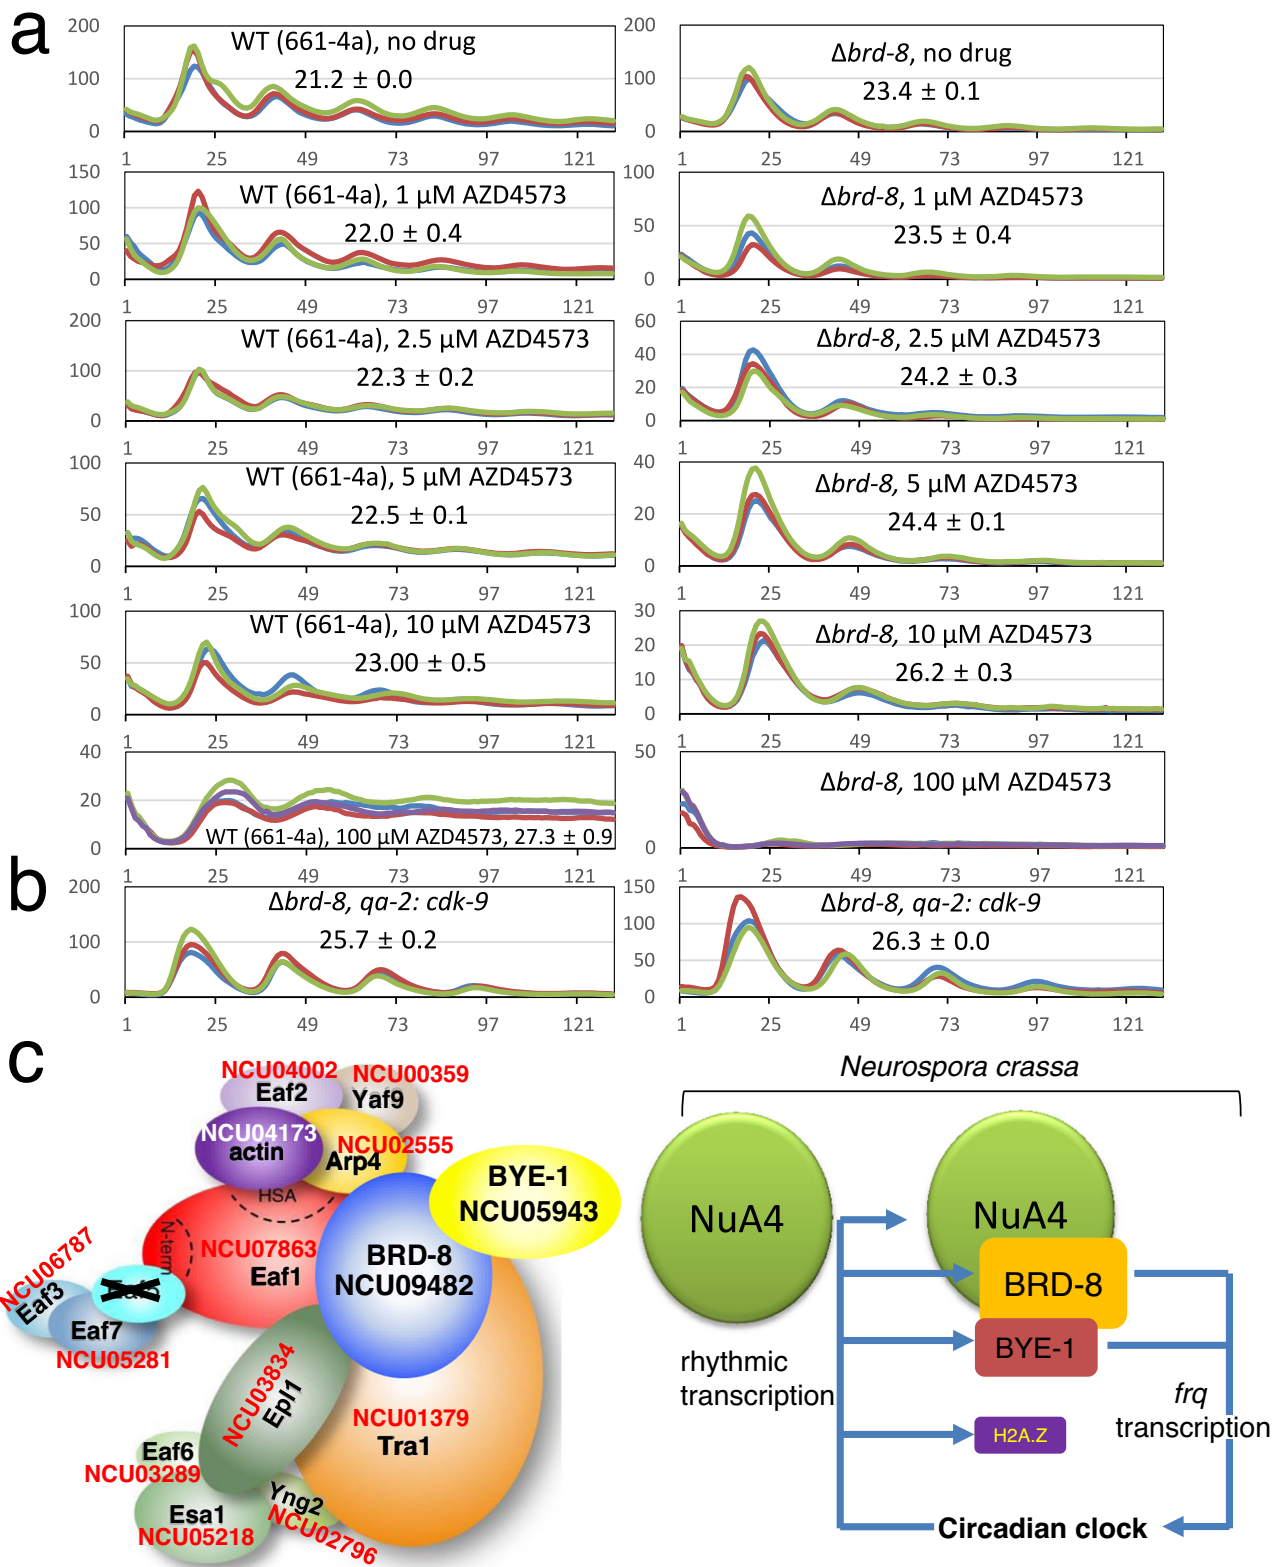 a
200
100
0
WT (661-4a), no drug
21.2 ± 0.0
1 25 49 73 97 121
200
100
0
Δbrd-8, no drug
23.4 ± 0.1
1 25 49 73 97 121
150
100
50
0
WT (661-4a), 1 µM AZD4573
22.0 ± 0.4
1 25 49 73 97 121
100
50
0
Δbrd-8, 1 µM AZD4573
23.5 ± 0.4
1 25 49 73 97 121
200
100
0
WT (661-4a), 2.5 µM AZD4573
22.3 ± 0.2
1 25 49 73 97 121
60
40
20
0
Δbrd-8, 2.5 µM AZD4573
24.2 ± 0.3
1 25 49 73 97 121
100
50
0
WT (661-4a), 5 µM AZD4573
22.5 ± 0.1
1 25 49 73 97 121
40
20
0
Δbrd-8, 5 µM AZD4573
24.4 ± 0.1
1 25 49 73 97 121
100
50
0
WT (661-4a), 10 µM AZD4573
23.00 ± 0.5
1 25 49 73 97 121
30
20
10
0
Δbrd-8, 10 µM AZD4573
26.2 ± 0.3
1 25 49 73 97 121
40
20
0
WT (661-4a), 100 µM AZD4573, 27.3 ± 0.9
1 25 49 73 97 121
50
0
Δbrd-8, 100 µM AZD4573
1 25 49 73 97 121
b
200
100
0
Δbrd-8, qa-2: cdk-9
25.7 ± 0.2
1 25 49 73 97 121
150
100
50
0
Δbrd-8, qa-2: cdk-9
26.3 ± 0.0
1 25 49 73 97 121
c
NCU04002
Eaf2
NCU00359
Yaf9
NCU04173
actin
NCU02555
Arp4
HSA
BYE-1
NCU05943
N-term
NCU07863
Eaf1
BRD-8
NCU09482
NCU06787
Eaf3
Eaf7
NCU05281
NCU03834
Epl1
NCU01379
Tra1
Eaf6
NCU03289
Esa1
NCU05218
Yng2
NCU02796
Neurospora crassa
NuA4
NuA4
BRD-8
BYE-1
rhythmic
transcription
H2A.Z
frq
transcription
Circadian clock